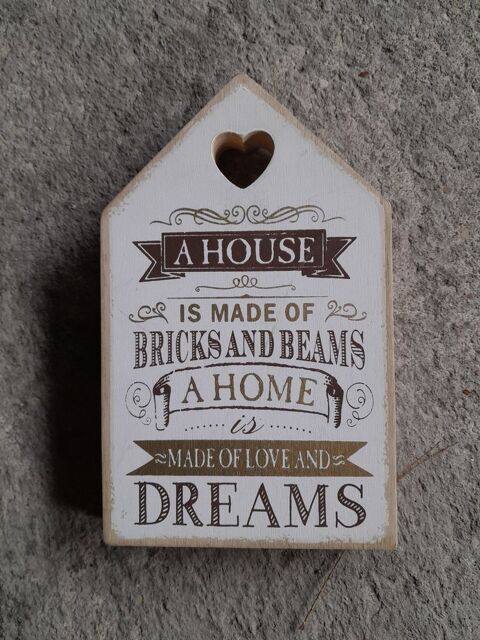 A HOUSE
IS MADE OF
BRICKS AND BEAMS
A HOME
is
MADE OF LOVE AND
DREAMS